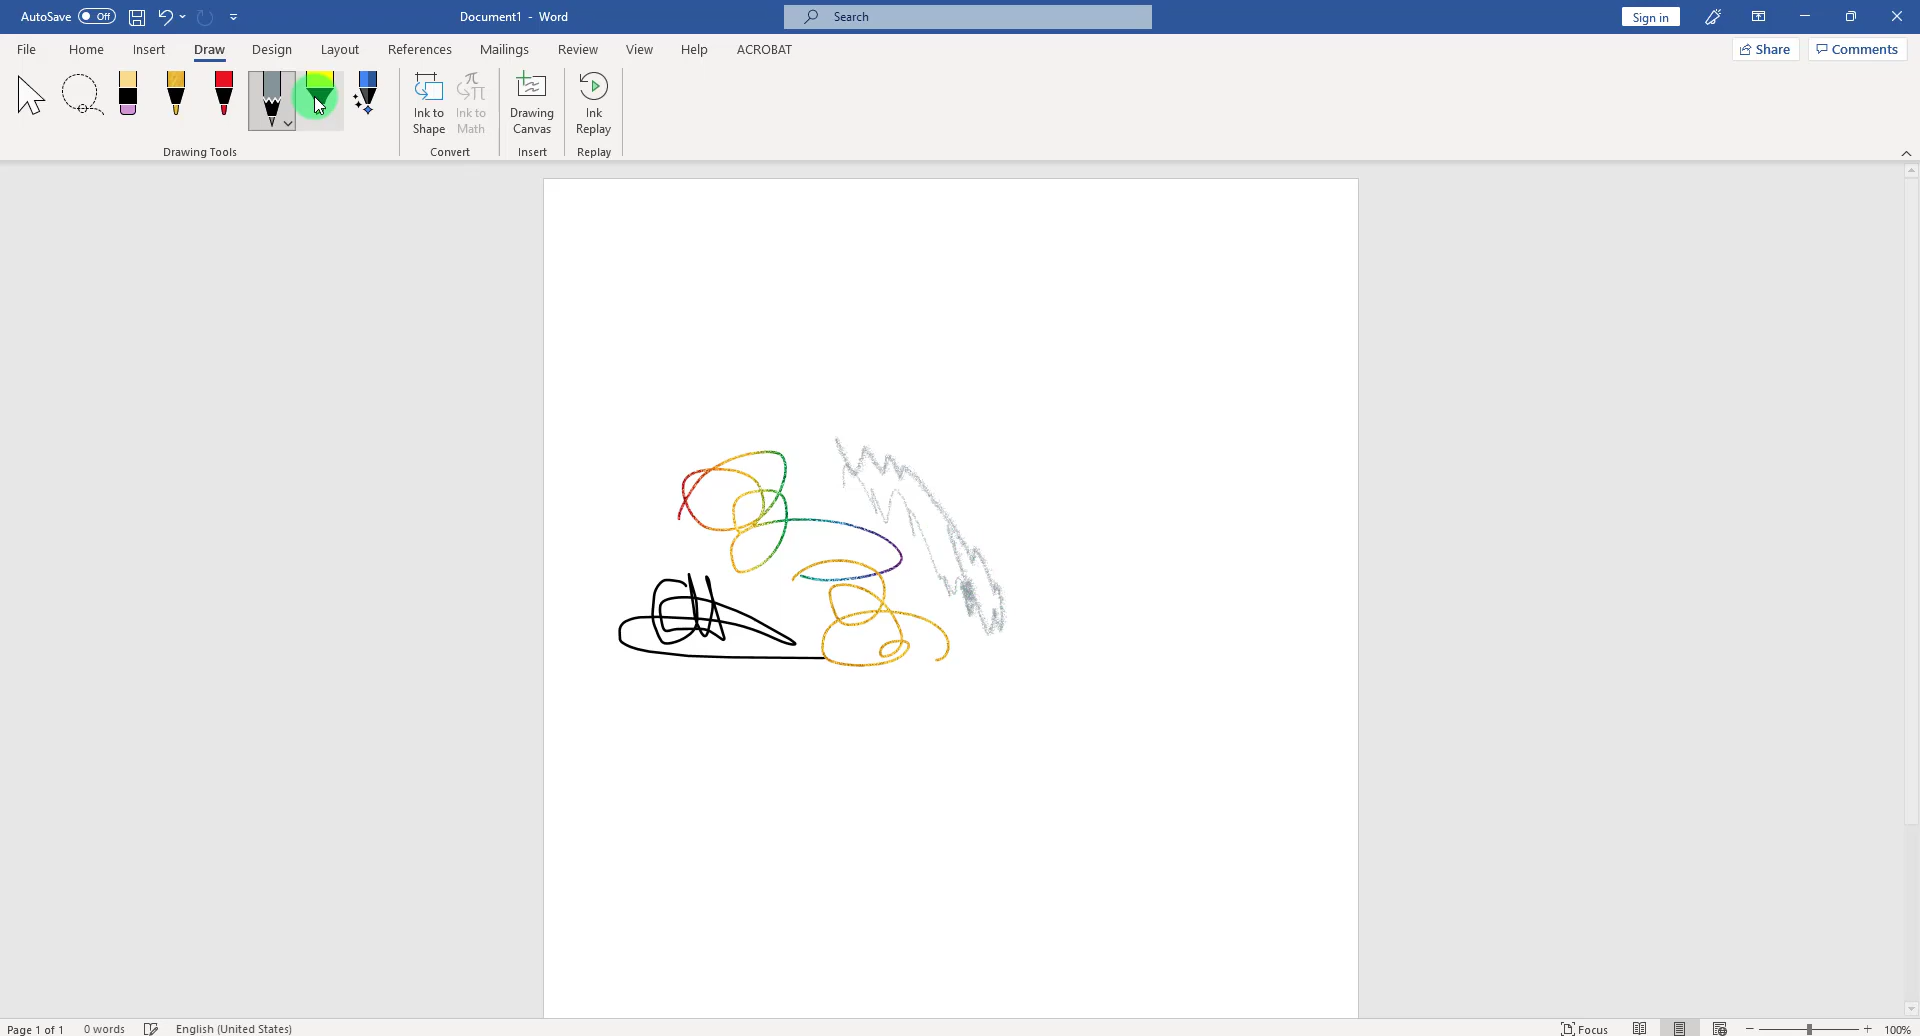 AutoSave Off Document1 - Word Search Sign in
File Home Insert Draw Design Layout References Mailings Review View Help ACROBAT Share Comments
Ink to Shape
Ink to Math
Drawing Canvas
Ink Replay
Drawing Tools Convert Insert Replay
Page 1 of 1 0 words English (United States) Focus 100%